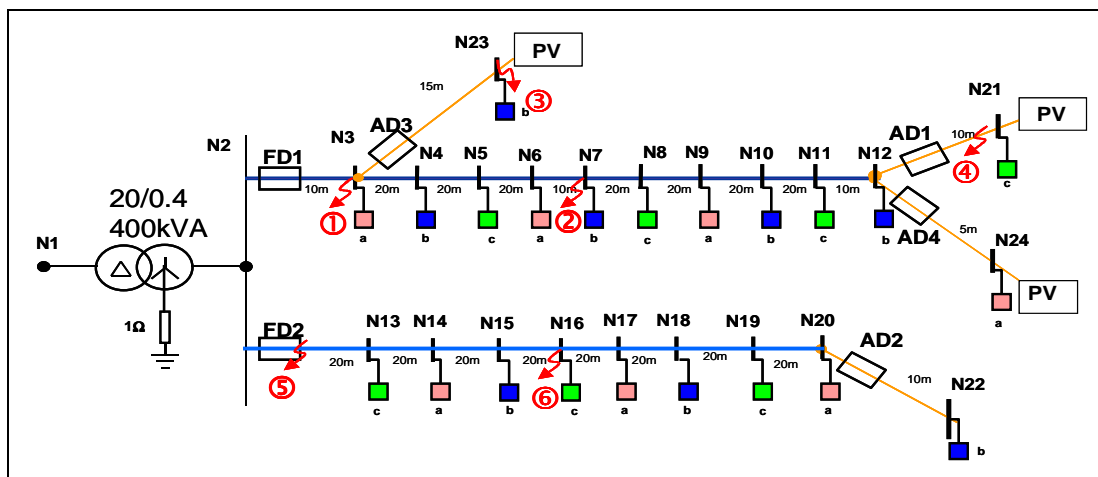 N23
PV
15m
③
b
N21
PV
AD1
10m
④
c
N2
N3
AD3
N4
N5
N6
N7
N8
N9
N10
N11
N12
FD1
10m
20m
20m
20m
10m
20m
20m
20m
20m
10m
①
②
a
b
c
a
b
c
a
b
c
b
AD4
5m
N24
PV
a
20/0.4
400kVA
N1
1Ω
FD2
N13
N14
N15
N16
N17
N18
N19
N20
AD2
20m
20m
20m
20m
20m
20m
20m
20m
10m
⑤
⑥
c
a
b
c
a
b
c
a
N22
b